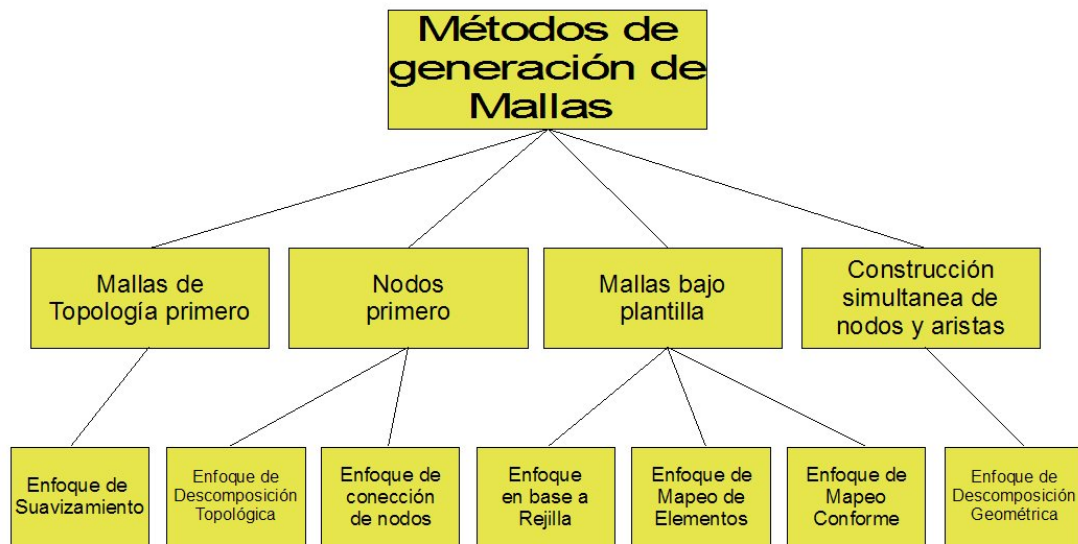 Métodos de
generación de
Mallas
Mallas de
Topología primero
Nodos
primero
Mallas bajo
plantilla
Construcción
simultanea de
nodos y aristas
Enfoque de
Suavizamiento
Enfoque de
Descomposición
Topológica
Enfoque de
conección
de nodos
Enfoque
en base a
Rejilla
Enfoque de
Mapeo de
Elementos
Enfoque de
Mapeo
Conforme
Enfoque de
Descomposición
Geométrica